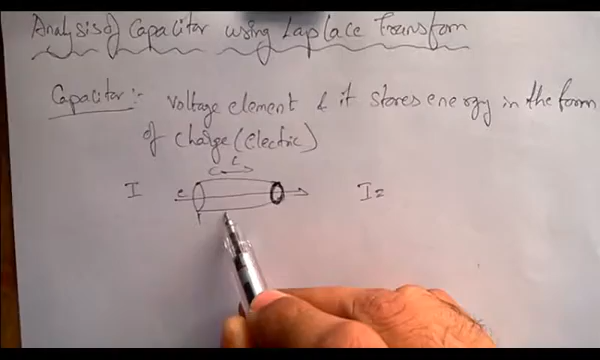 Analysis of Capacitor using Laplace Transform
Capacitor:- Voltage element & it stores energy in the form
of charge (electric)
I
e
I=